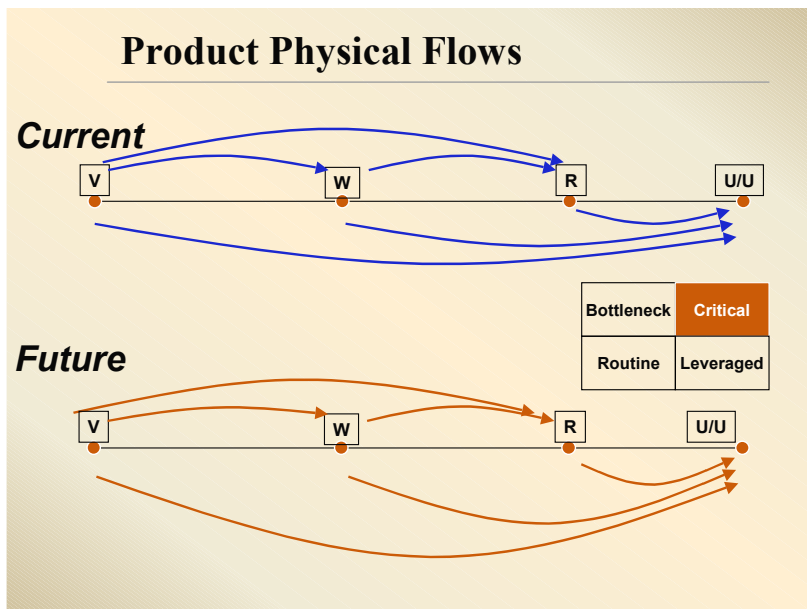 Product Physical Flows
Current
V
W
R
U/U
Bottleneck
Critical
Routine
Leveraged
Future
V
W
R
U/U